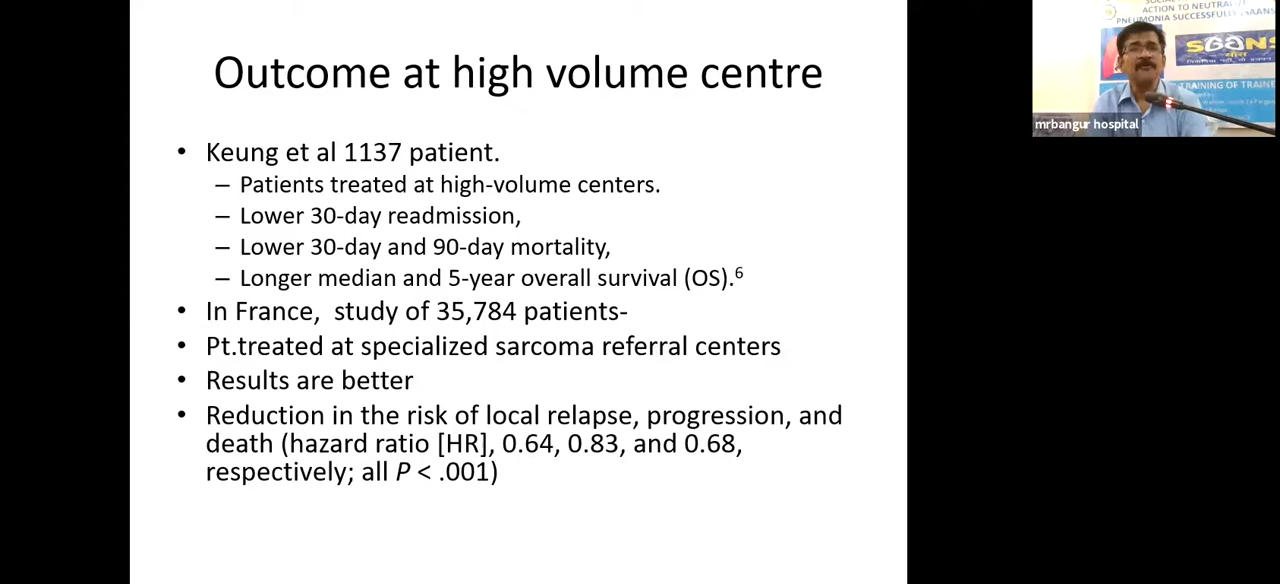 Outcome at high volume centre
• Keung et al 1137 patient.
– Patients treated at high-volume centers.
– Lower 30-day readmission,
– Lower 30-day and 90-day mortality,
– Longer median and 5-year overall survival (OS).6
• In France, study of 35,784 patients-
• Pt.treated at specialized sarcoma referral centers
• Results are better
• Reduction in the risk of local relapse, progression, and
death (hazard ratio [HR], 0.64, 0.83, and 0.68,
respectively; all P < .001)
ACTION TO NEUTRALI
PNEUMONIA SUCCESSFULLY
SAANS
TRAINING OF TRAINE
mrbangur hospital